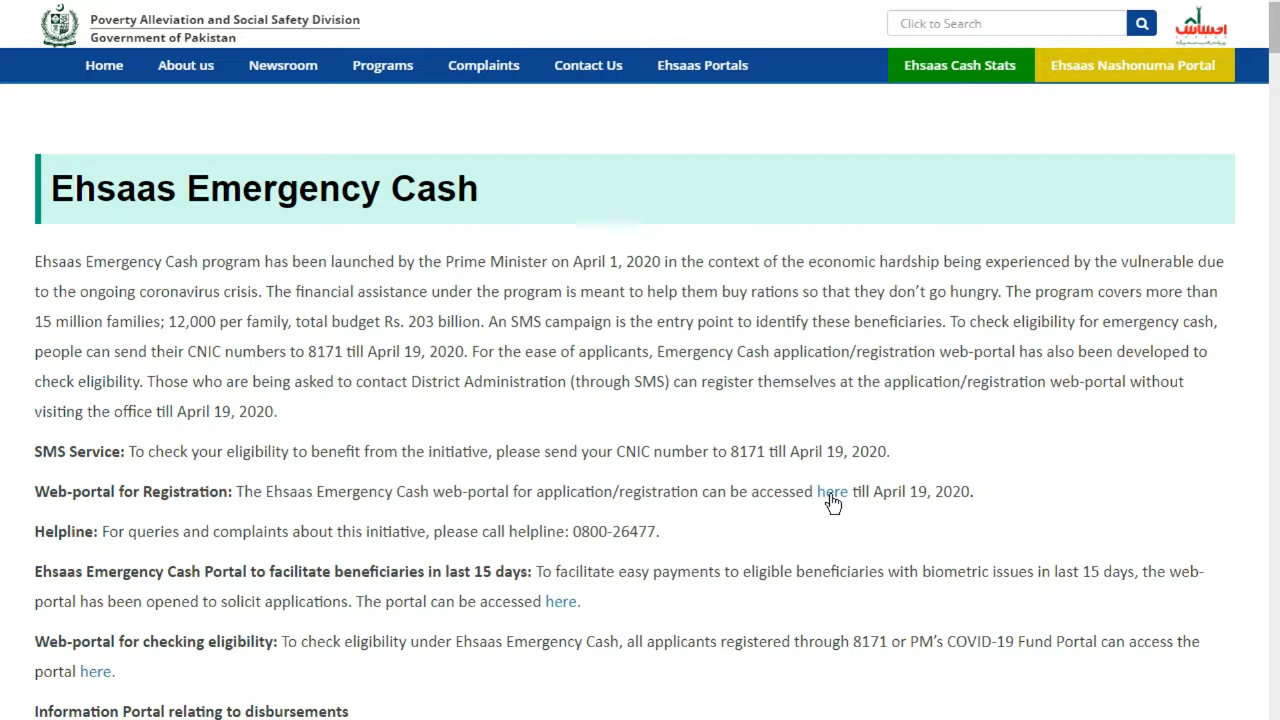 Poverty Alleviation and Social Safety Division
Government of Pakistan
Click to Search
احساس
Home About us Newsroom Programs Complaints Contact Us Ehsaas Portals Ehsaas Cash Stats Ehsaas Nashonuma Portal
Ehsaas Emergency Cash
Ehsaas Emergency Cash program has been launched by the Prime Minister on April 1, 2020 in the context of the economic hardship being experienced by the vulnerable due
to the ongoing coronavirus crisis. The financial assistance under the program is meant to help them buy rations so that they don’t go hungry. The program covers more than
15 million families; 12,000 per family, total budget Rs. 203 billion. An SMS campaign is the entry point to identify these beneficiaries. To check eligibility for emergency cash,
people can send their CNIC numbers to 8171 till April 19, 2020. For the ease of applicants, Emergency Cash application/registration web-portal has also been developed to
check eligibility. Those who are being asked to contact District Administration (through SMS) can register themselves at the application/registration web-portal without
visiting the office till April 19, 2020.
SMS Service: To check your eligibility to benefit from the initiative, please send your CNIC number to 8171 till April 19, 2020.
Web-portal for Registration: The Ehsaas Emergency Cash web-portal for application/registration can be accessed here till April 19, 2020.
Helpline: For queries and complaints about this initiative, please call helpline: 0800-26477.
Ehsaas Emergency Cash Portal to facilitate beneficiaries in last 15 days: To facilitate easy payments to eligible beneficiaries with biometric issues in last 15 days, the web-
portal has been opened to solicit applications. The portal can be accessed here.
Web-portal for checking eligibility: To check eligibility under Ehsaas Emergency Cash, all applicants registered through 8171 or PM’s COVID-19 Fund Portal can access the
portal here.
Information Portal relating to disbursements